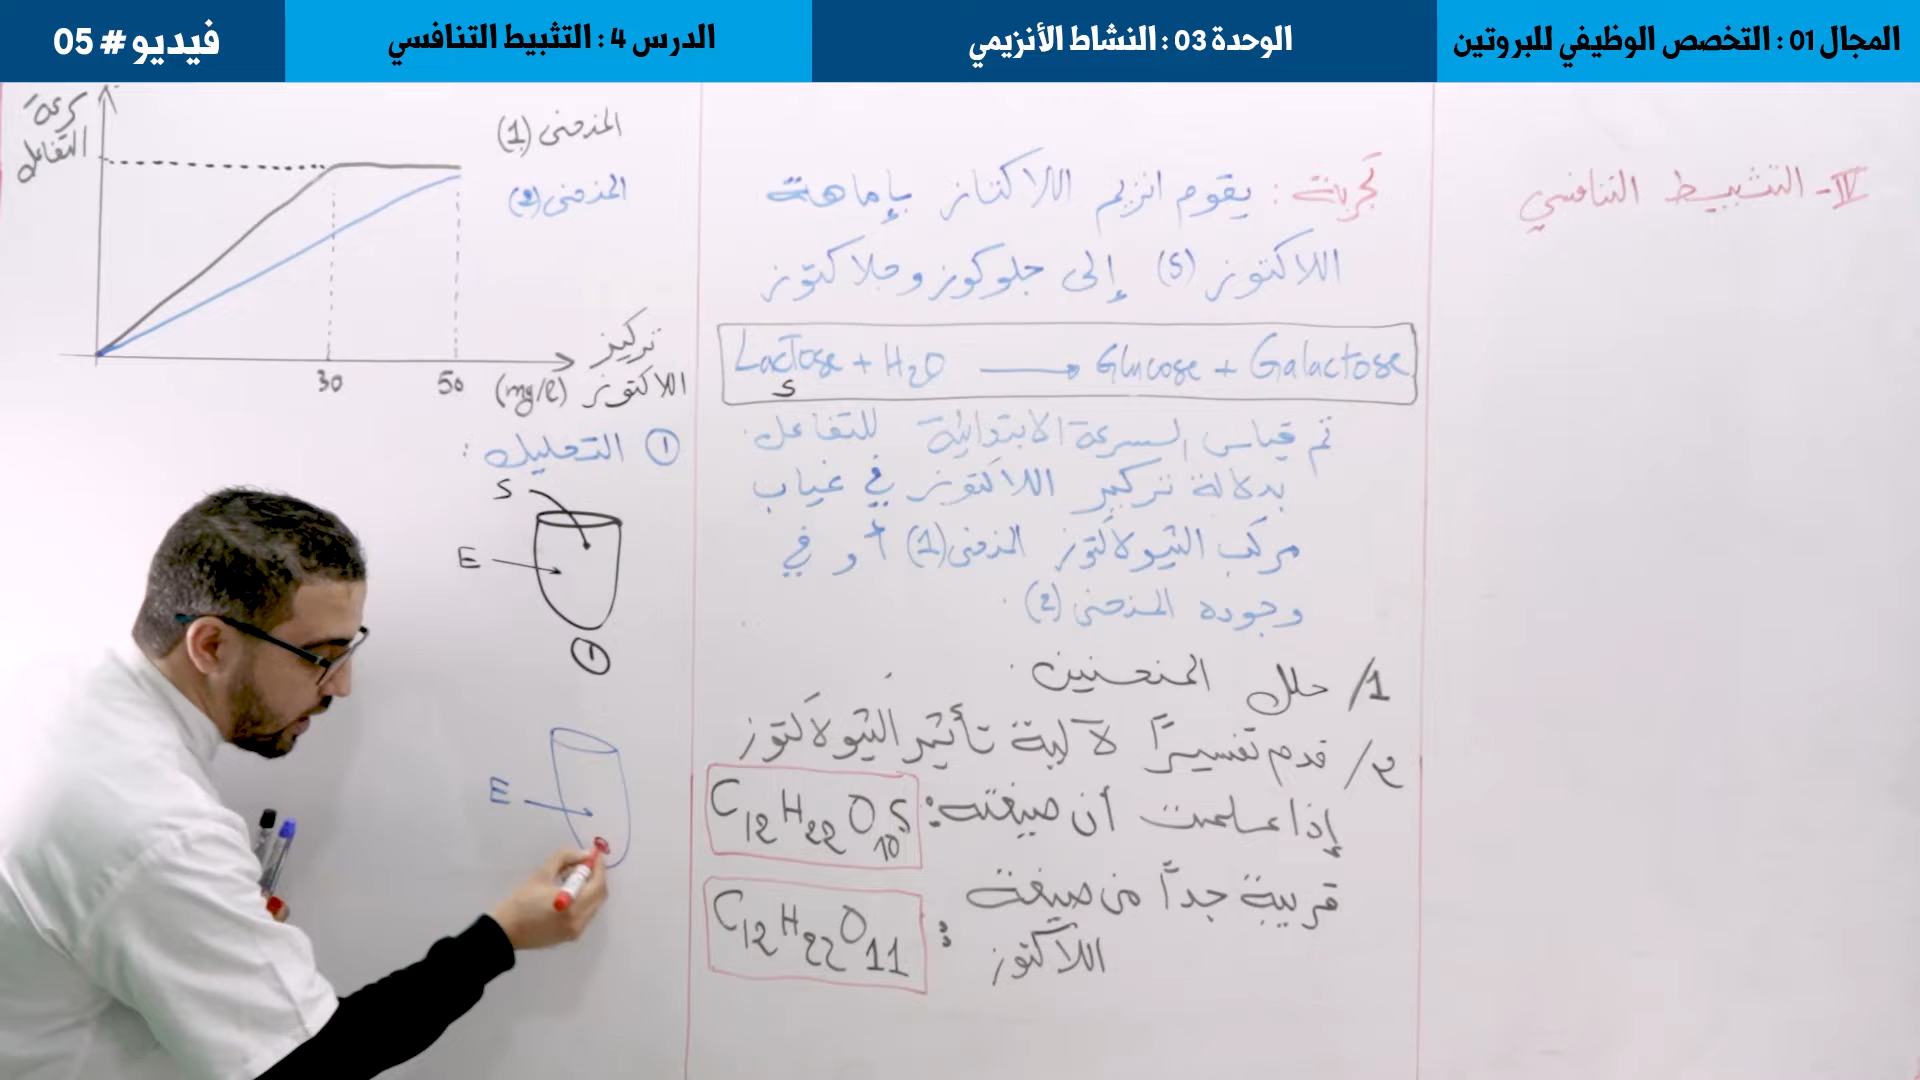 المجال 01 : التخصص الوظيفي للبروتين
الوحدة 03 : النشاط الأنزيمي
الدرس 4 : التثبيط التنافسي
فيديو # 05
IV- التثبيط التنافسي
تجربة : يقوم انزيم اللاكتاز بإماهة
اللاكتوز (S) إلى جلوكوز وجلاكتوز
Lactose + H2O → Glucose + Galactose
S
تم قياس السرعة الابتدائية للتفاعل
بدلالة تركيز اللاكتوز في غياب
مركب الثيولاكتوز المنحنى (1) أو في
وجوده المنحنى (2)
1/ حلل المنحنيين
2/ قدم تفسيرًا لآلية تأثير الثيولاكتوز
إذا علمت أن صيغته : C12H22O10S
قريبة جدًا من صيغة
اللاكتوز : C12H22O11
سرعة
التفاعل
المنحنى (1)
المنحنى (2)
30
50
تركيز
اللاكتوز (mg/l)
① التحليل :
S
E
①
E